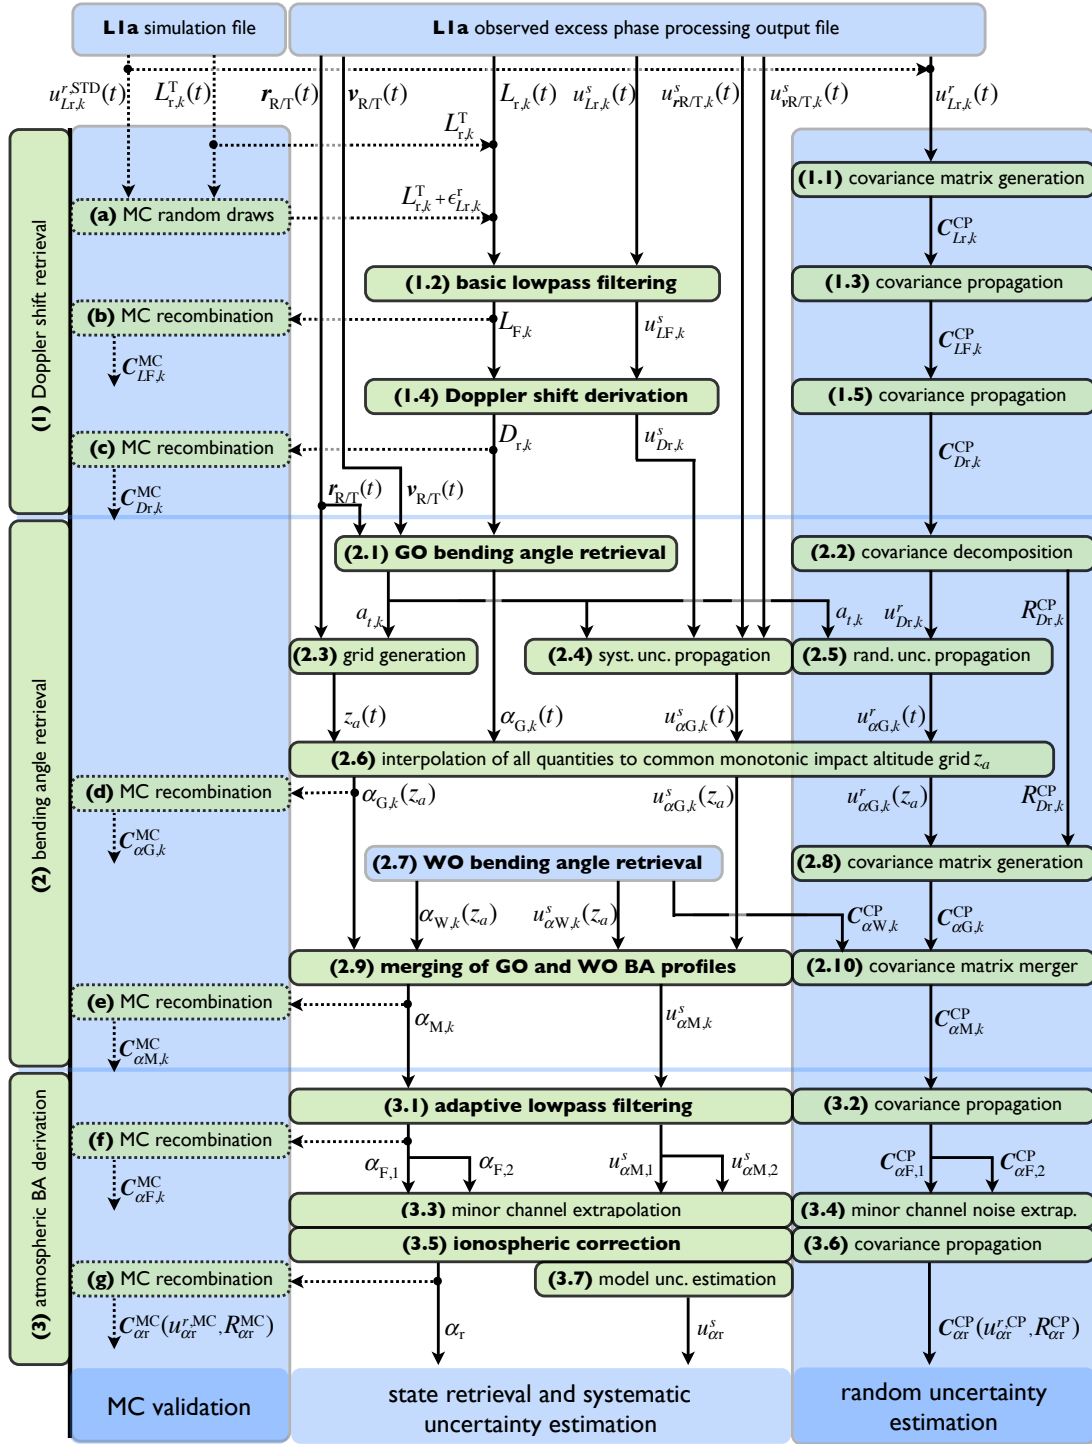 L1a simulation file
L1a observed excess phase processing output file
u^{r,STD}_{Lr,k}(t)
L^T_{r,k}(t)
r_{R/T}(t)
v_{R/T}(t)
L_{r,k}(t)
u^s_{Lr,k}(t)
u^s_{rR/T,k}(t)
u^s_{vR/T,k}(t)
u^r_{Lr,k}(t)
(1) Doppler shift retrieval
L^T_{r,k}
(1.1) covariance matrix generation
(a) MC random draws
L^T_{r,k} + ϵ^r_{Lr,k}
C^{CP}_{Lr,k}
(1.2) basic lowpass filtering
(1.3) covariance propagation
(b) MC recombination
L_{F,k}
u^s_{LF,k}
C^{CP}_{LF,k}
C^{MC}_{LF,k}
(1.4) Doppler shift derivation
(1.5) covariance propagation
(c) MC recombination
D_{r,k}
u^s_{Dr,k}
C^{CP}_{Dr,k}
C^{MC}_{Dr,k}
r_{R/T}(t)
v_{R/T}(t)
(2) bending angle retrieval
(2.1) GO bending angle retrieval
(2.2) covariance decomposition
a_{t,k}
a_{t,k}
u^r_{Dr,k}
R^{CP}_{Dr,k}
(2.3) grid generation
(2.4) syst. unc. propagation
(2.5) rand. unc. propagation
z_a(t)
α_{G,k}(t)
u^s_{αG,k}(t)
u^r_{αG,k}(t)
(2.6) interpolation of all quantities to common monotonic impact altitude grid z_a
(d) MC recombination
α_{G,k}(z_a)
u^s_{αG,k}(z_a)
u^r_{αG,k}(z_a)
R^{CP}_{Dr,k}
C^{MC}_{αG,k}
(2.7) WO bending angle retrieval
(2.8) covariance matrix generation
α_{W,k}(z_a)
u^s_{αW,k}(z_a)
C^{CP}_{αW,k}
C^{CP}_{αG,k}
(2.9) merging of GO and WO BA profiles
(2.10) covariance matrix merger
(e) MC recombination
α_{M,k}
u^s_{αM,k}
C^{CP}_{αM,k}
C^{MC}_{αM,k}
(3) atmospheric BA derivation
(3.1) adaptive lowpass filtering
(3.2) covariance propagation
(f) MC recombination
α_{F,1}
α_{F,2}
u^s_{αM,1}
u^s_{αM,2}
C^{CP}_{αF,1}
C^{CP}_{αF,2}
C^{MC}_{αF,k}
(3.3) minor channel extrapolation
(3.4) minor channel noise extrap.
(3.5) ionospheric correction
(3.6) covariance propagation
(g) MC recombination
(3.7) model unc. estimation
C^{MC}_{αr}(u^{r,MC}_{αr}, R^{MC}_{αr})
α_r
u^s_{αr}
C^{CP}_{αr}(u^{r,CP}_{αr}, R^{CP}_{αr})
MC validation
state retrieval and systematic
uncertainty estimation
random uncertainty
estimation